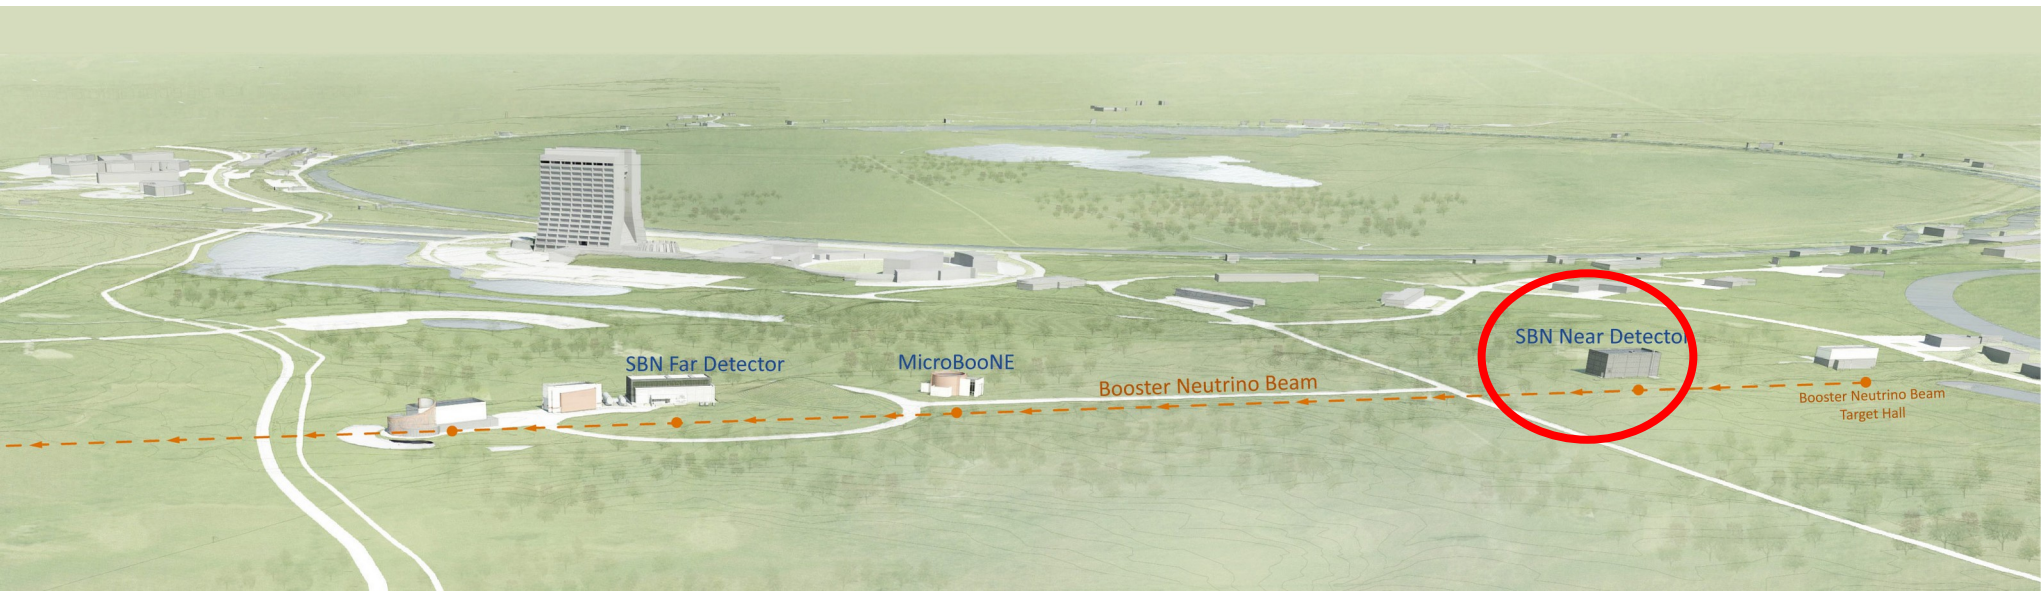 SBN Far Detector
MicroBooNE
Booster Neutrino Beam
SBN Near Detector
Booster Neutrino Beam
Target Hall